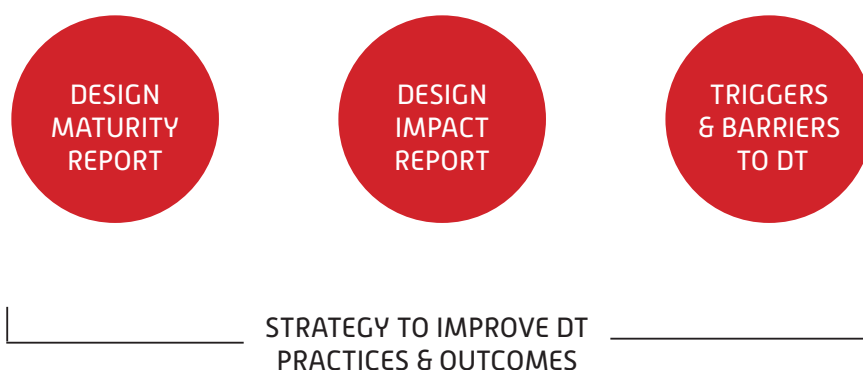 DESIGN
MATURITY
REPORT
DESIGN
IMPACT
REPORT
TRIGGERS
& BARRIERS
TO DT
STRATEGY TO IMPROVE DT
PRACTICES & OUTCOMES